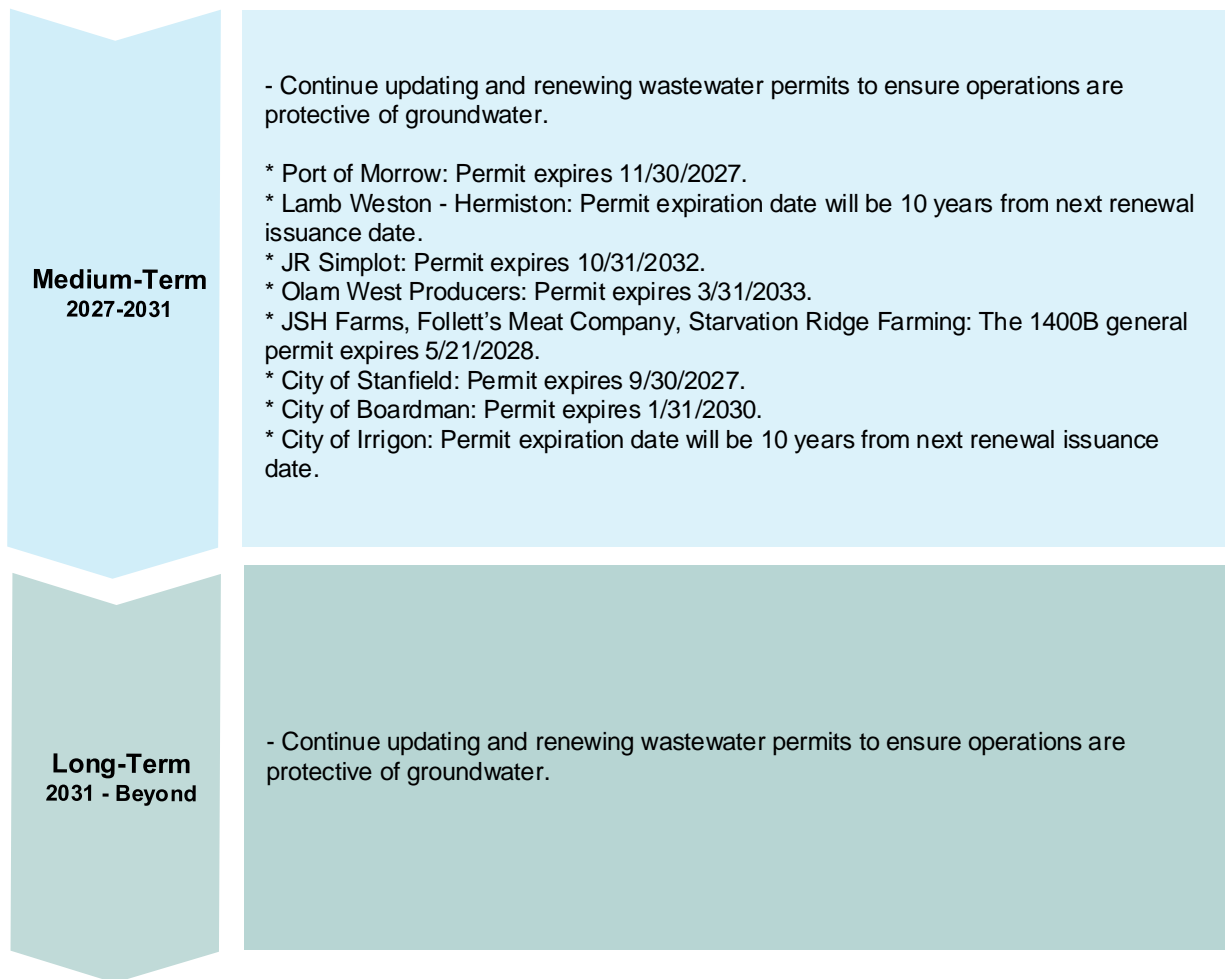 - Continue updating and renewing wastewater permits to ensure operations are
protective of groundwater.
* Port of Morrow: Permit expires 11/30/2027.
* Lamb Weston - Hermiston: Permit expiration date will be 10 years from next renewal
issuance date.
* JR Simplot: Permit expires 10/31/2032.
* Olam West Producers: Permit expires 3/31/2033.
* JSH Farms, Follett’s Meat Company, Starvation Ridge Farming: The 1400B general
permit expires 5/21/2028.
* City of Stanfield: Permit expires 9/30/2027.
* City of Boardman: Permit expires 1/31/2030.
* City of Irrigon: Permit expiration date will be 10 years from next renewal issuance
date.
Medium-Term
2027-2031
- Continue updating and renewing wastewater permits to ensure operations are
protective of groundwater.
Long-Term
2031 - Beyond